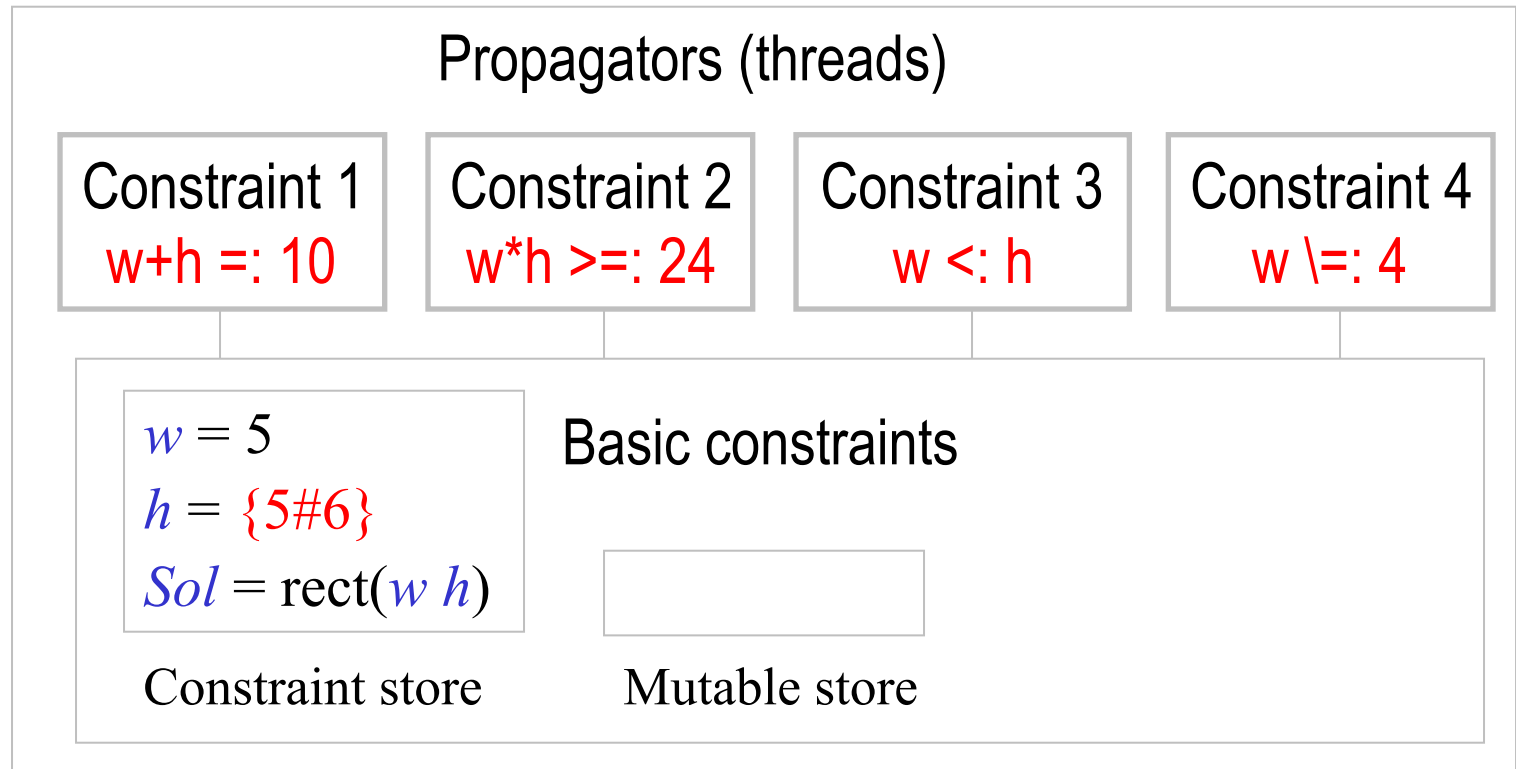 Propagators (threads)
Constraint 1
w+h =: 10
Constraint 2
w*h >=: 24
Constraint 3
w <: h
Constraint 4
w \=: 4
w = 5
h = {5#6}
Sol = rect(w h)
Basic constraints
Constraint store
Mutable store